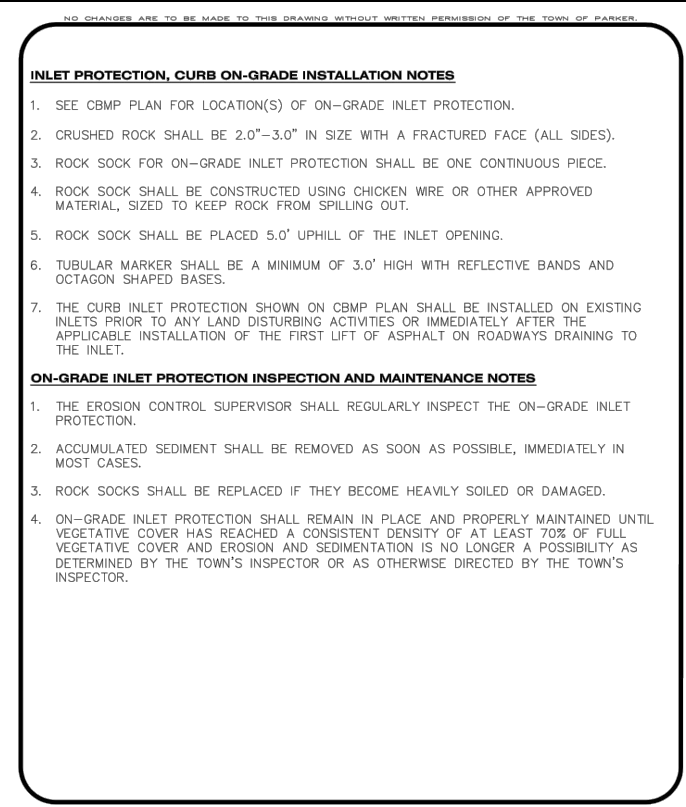 NO CHANGES ARE TO BE MADE TO THIS DRAWING WITHOUT WRITTEN PERMISSION OF THE TOWN OF PARKER.
INLET PROTECTION, CURB ON-GRADE INSTALLATION NOTES
1. SEE CBMP PLAN FOR LOCATION(S) OF ON-GRADE INLET PROTECTION.
2. CRUSHED ROCK SHALL BE 2.0"-3.0" IN SIZE WITH A FRACTURED FACE (ALL SIDES).
3. ROCK SOCK FOR ON-GRADE INLET PROTECTION SHALL BE ONE CONTINUOUS PIECE.
4. ROCK SOCK SHALL BE CONSTRUCTED USING CHICKEN WIRE OR OTHER APPROVED
MATERIAL, SIZED TO KEEP ROCK FROM SPILLING OUT.
5. ROCK SOCK SHALL BE PLACED 5.0' UPHILL OF THE INLET OPENING.
6. TUBULAR MARKER SHALL BE A MINIMUM OF 3.0' HIGH WITH REFLECTIVE BANDS AND
OCTAGON SHAPED BASES.
7. THE CURB INLET PROTECTION SHOWN ON CBMP PLAN SHALL BE INSTALLED ON EXISTING
INLETS PRIOR TO ANY LAND DISTURBING ACTIVITIES OR IMMEDIATELY AFTER THE
APPLICABLE INSTALLATION OF THE FIRST LIFT OF ASPHALT ON ROADWAYS DRAINING TO
THE INLET.
ON-GRADE INLET PROTECTION INSPECTION AND MAINTENANCE NOTES
1. THE EROSION CONTROL SUPERVISOR SHALL REGULARLY INSPECT THE ON-GRADE INLET
PROTECTION.
2. ACCUMULATED SEDIMENT SHALL BE REMOVED AS SOON AS POSSIBLE, IMMEDIATELY IN
MOST CASES.
3. ROCK SOCKS SHALL BE REPLACED IF THEY BECOME HEAVILY SOILED OR DAMAGED.
4. ON-GRADE INLET PROTECTION SHALL REMAIN IN PLACE AND PROPERLY MAINTAINED UNTIL
VEGETATIVE COVER HAS REACHED A CONSISTENT DENSITY OF AT LEAST 70% OF FULL
VEGETATIVE COVER AND EROSION AND SEDIMENTATION IS NO LONGER A POSSIBILITY AS
DETERMINED BY THE TOWN'S INSPECTOR OR AS OTHERWISE DIRECTED BY THE TOWN'S
INSPECTOR.